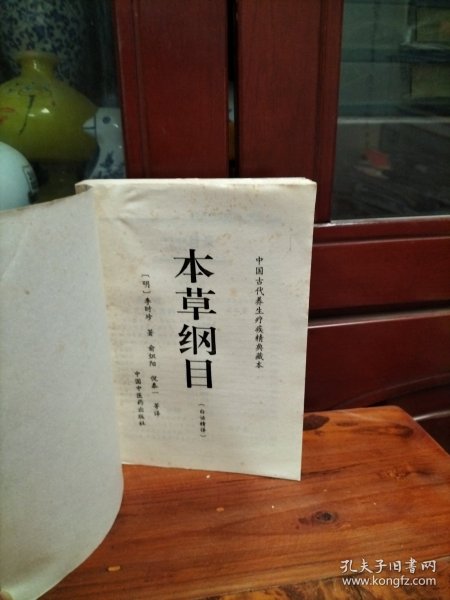 中国古代养生疗疾精典藏本
本草纲目
(白话精译)
〔明〕李时珍 著 俞炽阳 倪泰一 等译
中国中医药出版社
孔夫子旧书网
www.kongfz.com